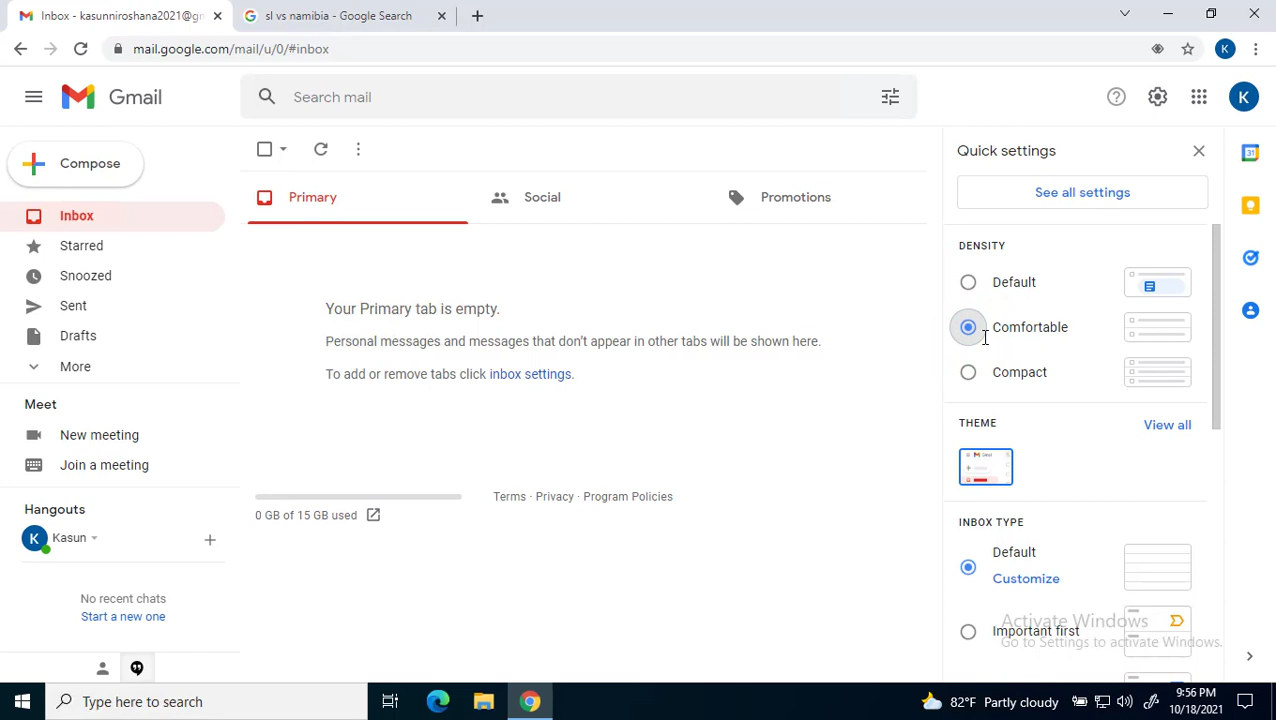 Inbox - kasunniroshana2021@gm
sl vs namibia - Google Search
mail.google.com/mail/u/0/#inbox
K
Gmail
Search mail
K
Compose
Quick settings
31
See all settings
Primary
Social
Promotions
Inbox
Starred
Snoozed
Sent
Drafts
More
DENSITY
Default
Comfortable
Compact
Your Primary tab is empty.
Personal messages and messages that don't appear in other tabs will be shown here.
To add or remove tabs click inbox settings.
Meet
New meeting
Join a meeting
THEME
View all
Gmail
Terms · Privacy · Program Policies
0 GB of 15 GB used
Hangouts
K Kasun
No recent chats
Start a new one
INBOX TYPE
Default
Customize
Important first
Activate Windows
Go to Settings to activate Windows.
Type here to search
82°F Partly cloudy
9:56 PM
10/18/2021